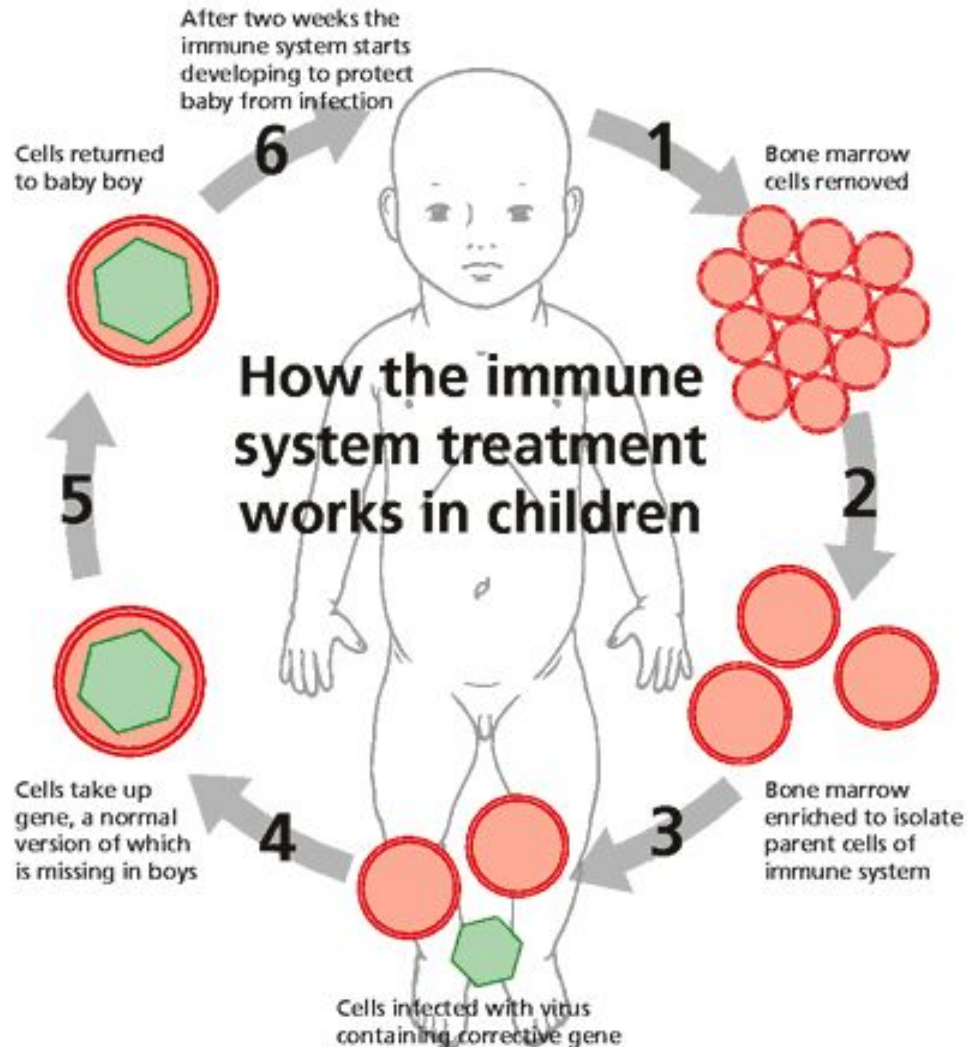 After two weeks the
immune system starts
developing to protect
baby from infection
6
1
Cells returned
to baby boy
Bone marrow
cells removed
How the immune
system treatment
works in children
5
2
Cells take up
gene, a normal
version of which
is missing in boys
4
3
Bone marrow
enriched to isolate
parent cells of
immune system
Cells infected with virus
containing corrective gene